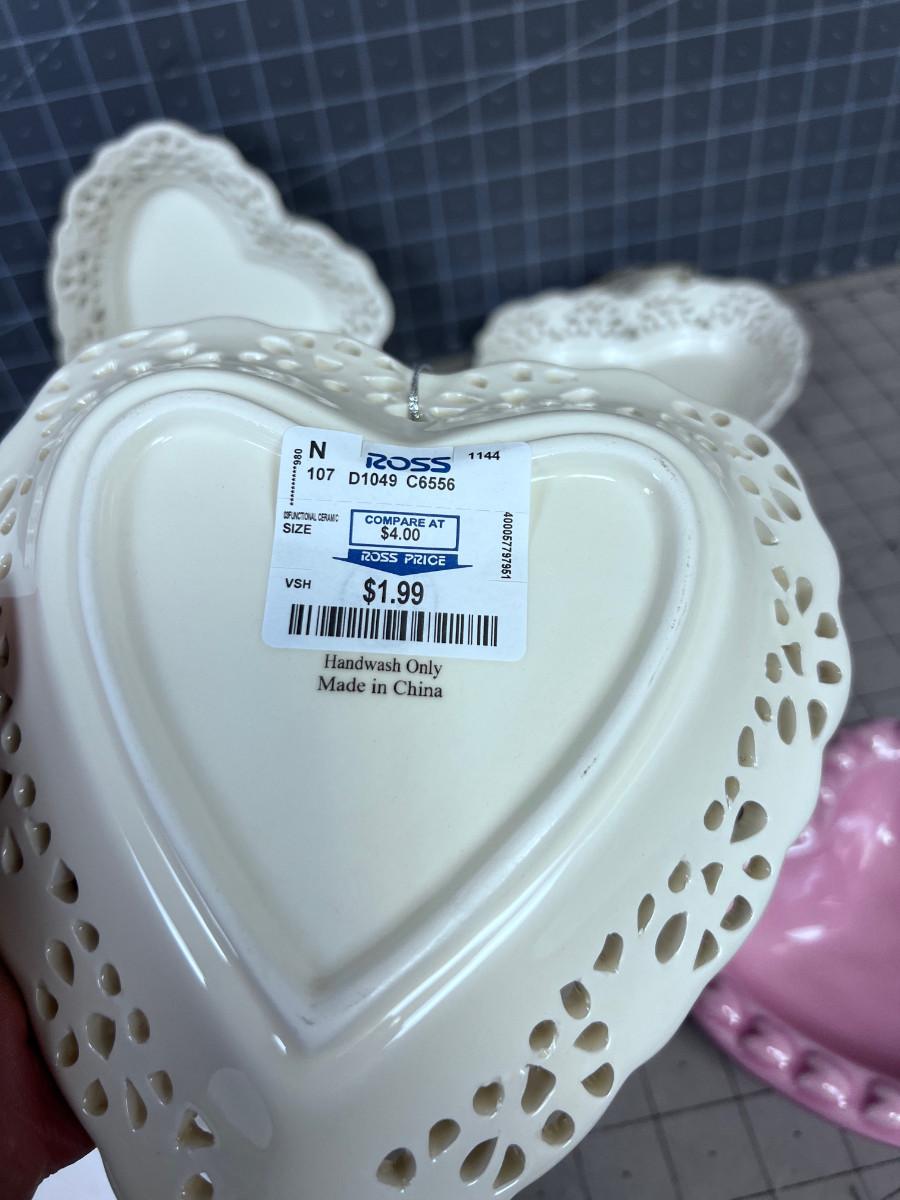 N ROSS 1144
107 D1049 C6556
**********980
03FUNCTIONAL CERAMIC
SIZE
COMPARE AT
$4.00
ROSS PRICE
VSH
$1.99
400057797951
Handwash Only
Made in China